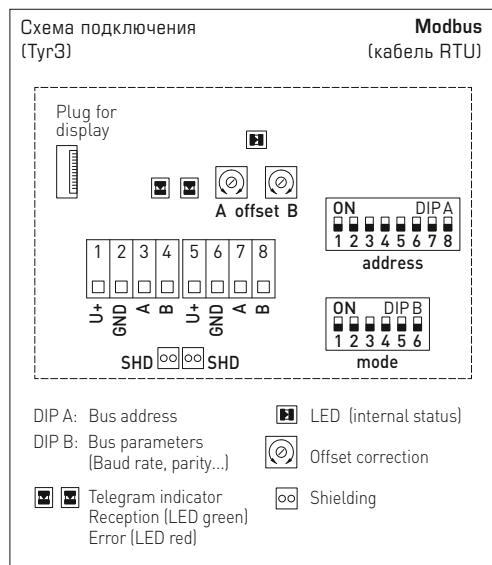 Схема подключения
(Tyr3)
Modbus
(кабель RTU)
Plug for
display
A offset B
ON DIP A
1 2 3 4 5 6 7 8
address
1 2 3 4 5 6 7 8
U+ GND A B U+ GND A B
ON DIP B
1 2 3 4 5 6
mode
SHD SHD
DIP A: Bus address
DIP B: Bus parameters
(Baud rate, parity...)
Telegram indicator
Reception (LED green)
Error (LED red)
LED (internal status)
Offset correction
Shielding